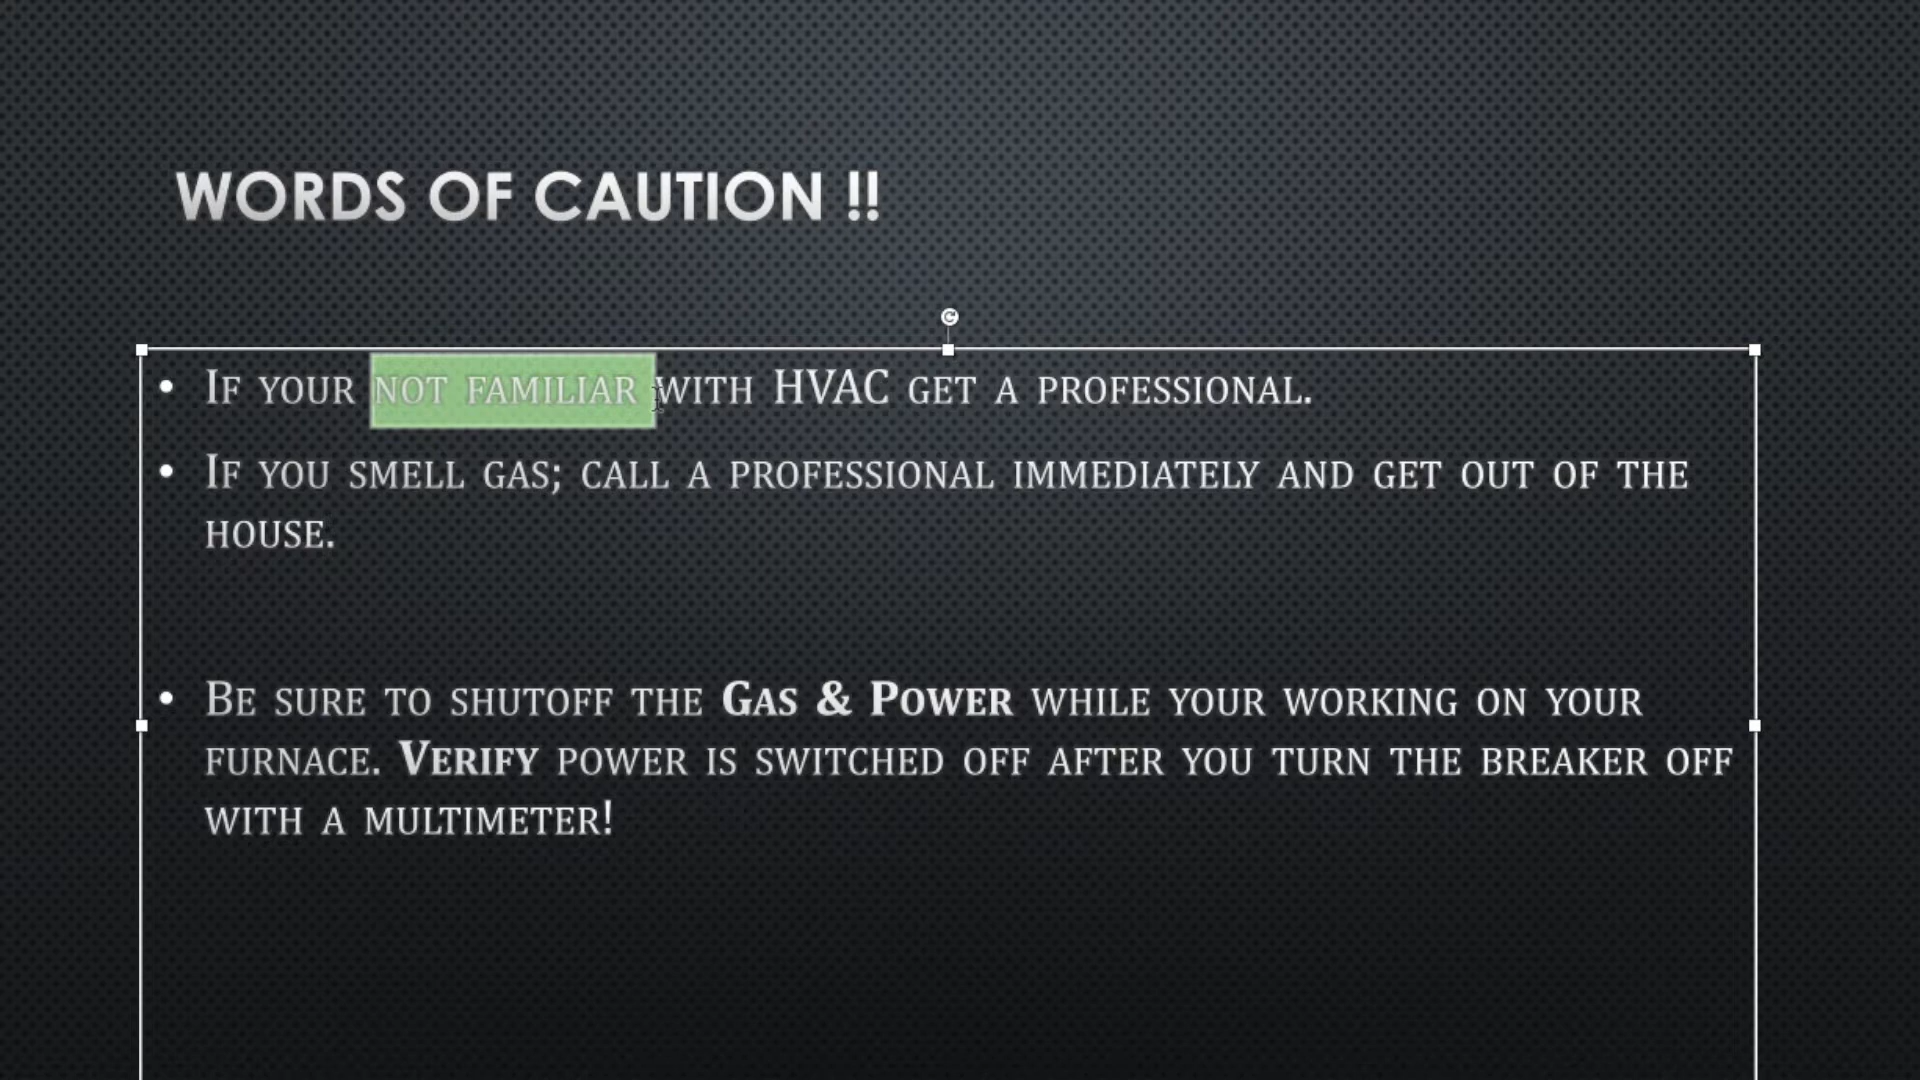 WORDS OF CAUTION !!
• If your not familiar with HVAC get a professional.
• If you smell gas; call a professional immediately and get out of the
house.
• Be sure to shutoff the Gas & Power while your working on your
furnace. Verify power is switched off after you turn the breaker off
with a multimeter!